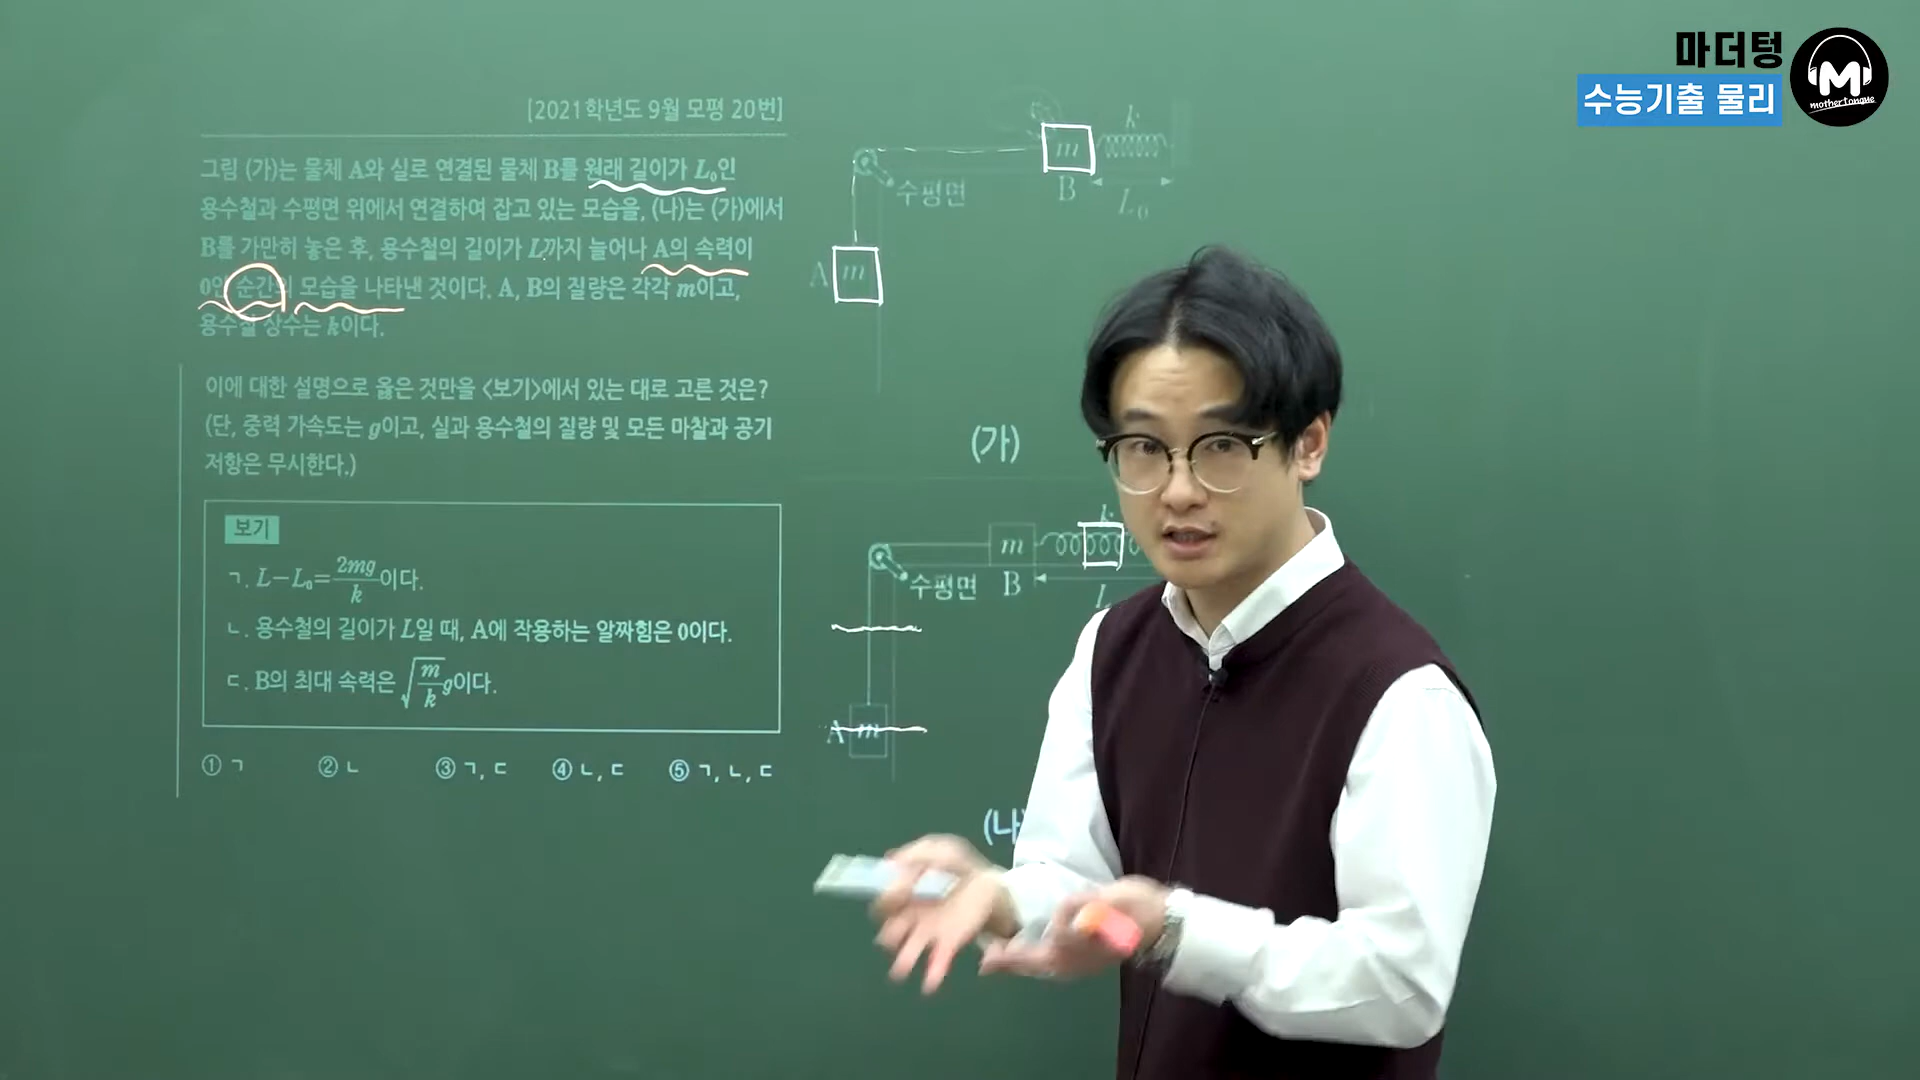 마더텅
수능기출 물리
M
mothertongue
[2021학년도 9월 모평 20번]
그림 (가)는 물체 A와 실로 연결된 물체 B를 원래 길이가 L₀인
용수철과 수평면 위에서 연결하여 잡고 있는 모습을, (나)는 (가)에서
B를 가만히 놓은 후, 용수철의 길이가 L까지 늘어나 A의 속력이
0인 순간의 모습을 나타낸 것이다. A, B의 질량은 각각 m이고,
용수철 상수는 k이다.
이에 대한 설명으로 옳은 것만을 <보기>에서 있는 대로 고른 것은?
(단, 중력 가속도는 g이고, 실과 용수철의 질량 및 모든 마찰과 공기
저항은 무시한다.)
보기
ㄱ. L-L₀=2mg/k이다.
ㄴ. 용수철의 길이가 L일 때, A에 작용하는 알짜힘은 0이다.
ㄷ. B의 최대 속력은 √(m/k)g이다.
① ㄱ ② ㄴ ③ ㄱ, ㄷ ④ ㄴ, ㄷ ⑤ ㄱ, ㄴ, ㄷ
m k
수평면 B L₀
A m
(가)
m k
수평면 B L
A m
(나)